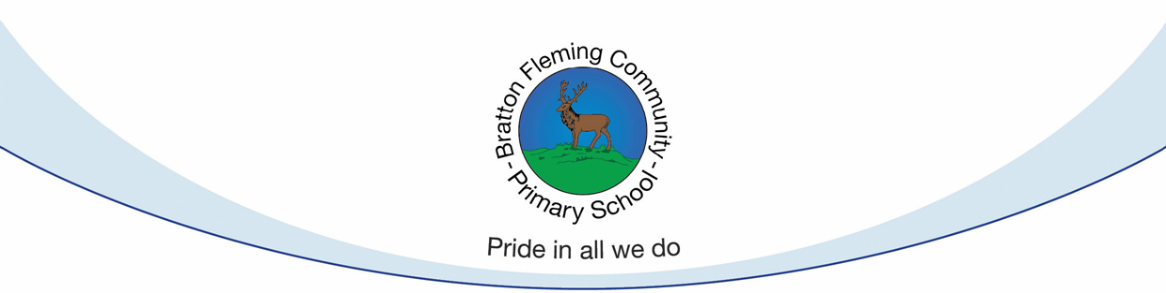 Bratton Fleming Community
- Primary School -
Pride in all we do